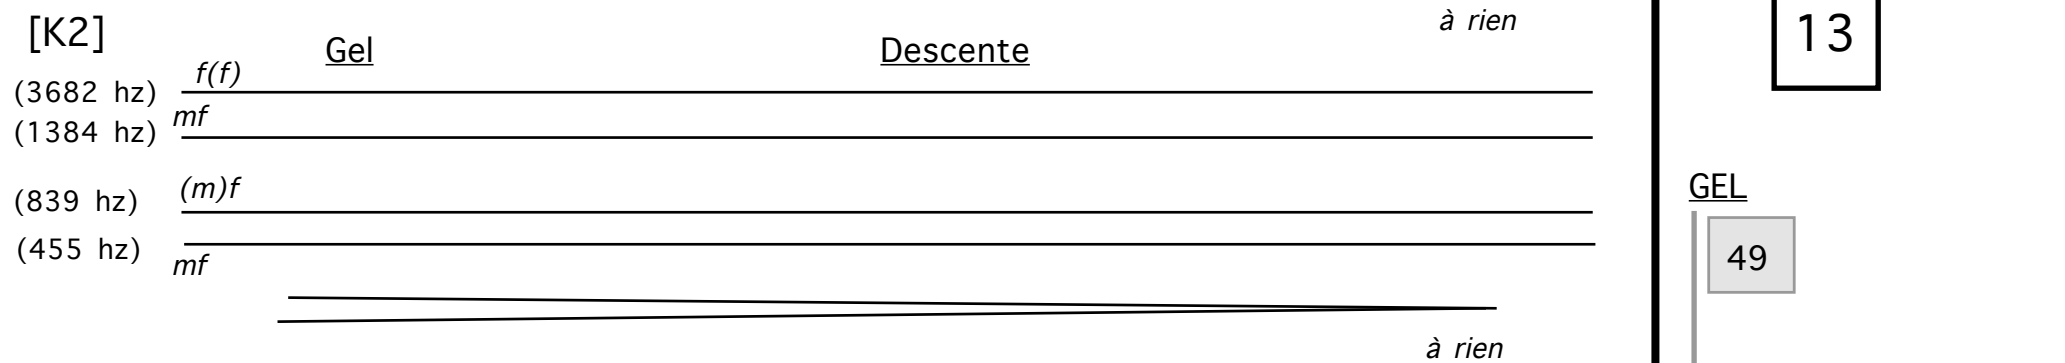 [K2]
Gel
Descente
à rien
13
f(f)
(3682 hz)
mf
(1384 hz)
(m)f
(839 hz)
(455 hz)
mf
à rien
GEL
49